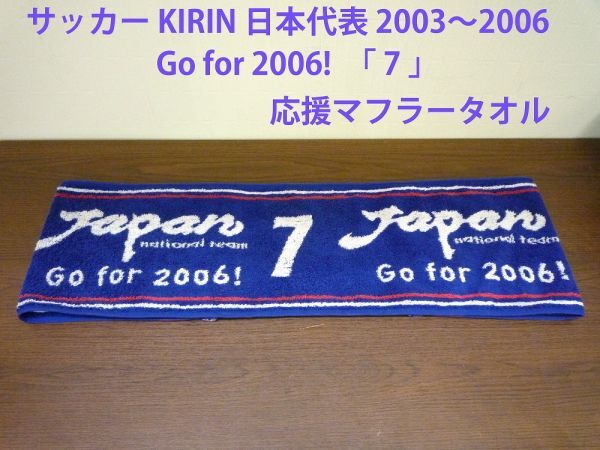 サッカー KIRIN 日本代表 2003～2006
Go for 2006! 「 7 」
応援マフラータオル
Japan Japan
national team 7 national team
Go for 2006! Go for 2006!